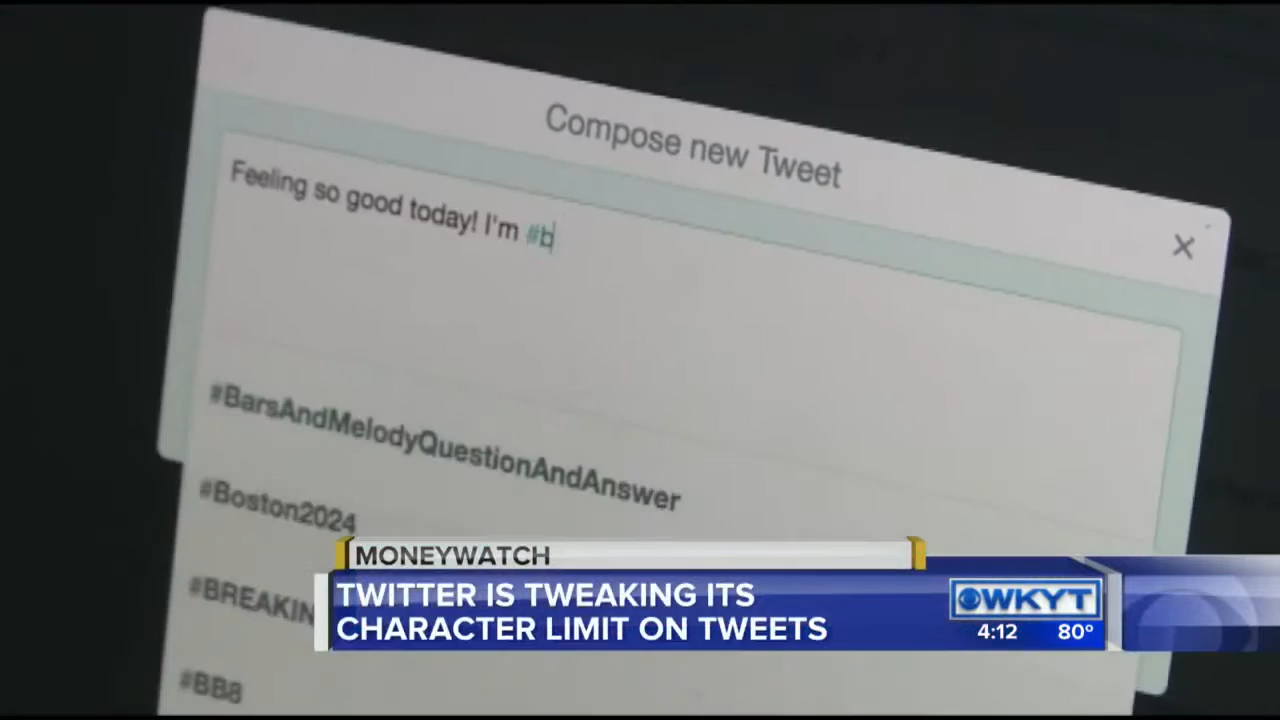 Compose new Tweet
Feeling so good today! I'm #b
#BarsAndMelodyQuestionAndAnswer
#Boston2024
#BREAKIN
#BB8
MONEYWATCH
TWITTER IS TWEAKING ITS
CHARACTER LIMIT ON TWEETS
WKYT
4:12 80°